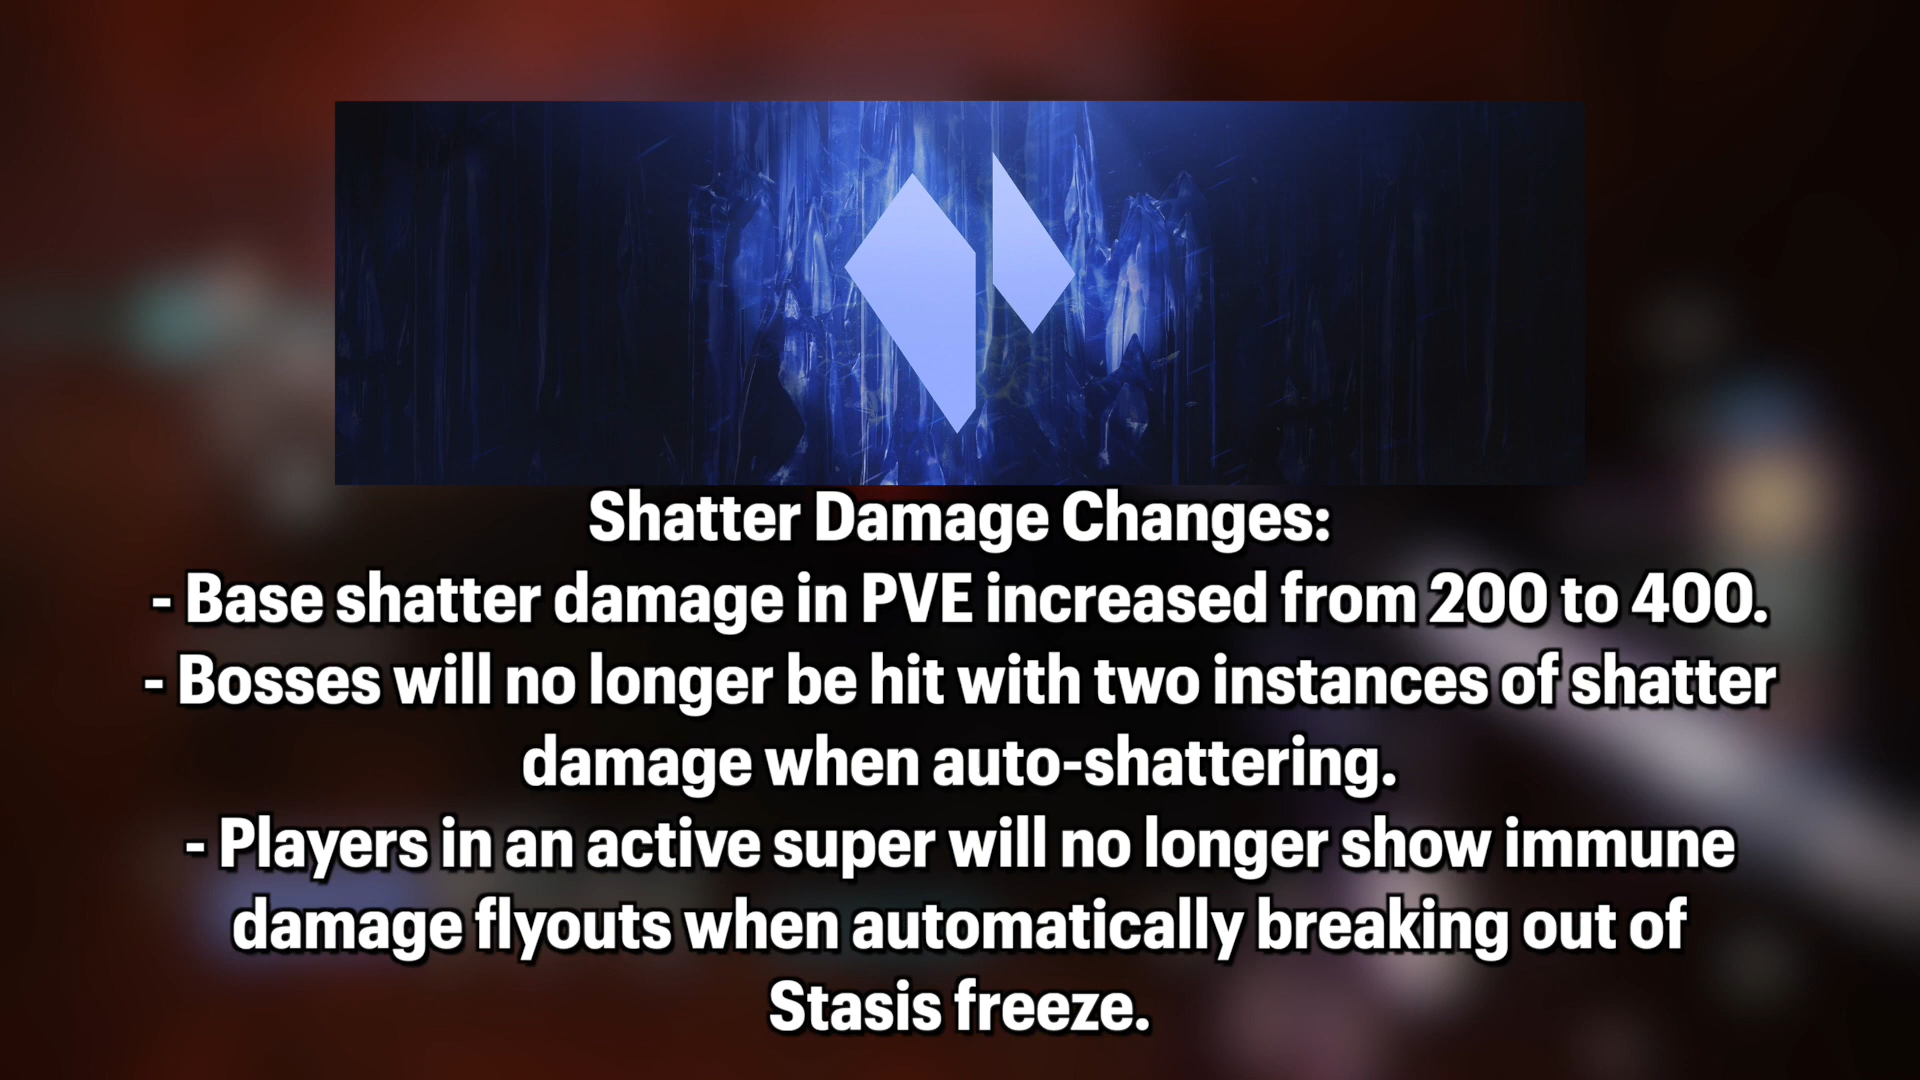 Shatter Damage Changes:
- Base shatter damage in PVE increased from 200 to 400.
- Bosses will no longer be hit with two instances of shatter
damage when auto-shattering.
- Players in an active super will no longer show immune
damage flyouts when automatically breaking out of
Stasis freeze.